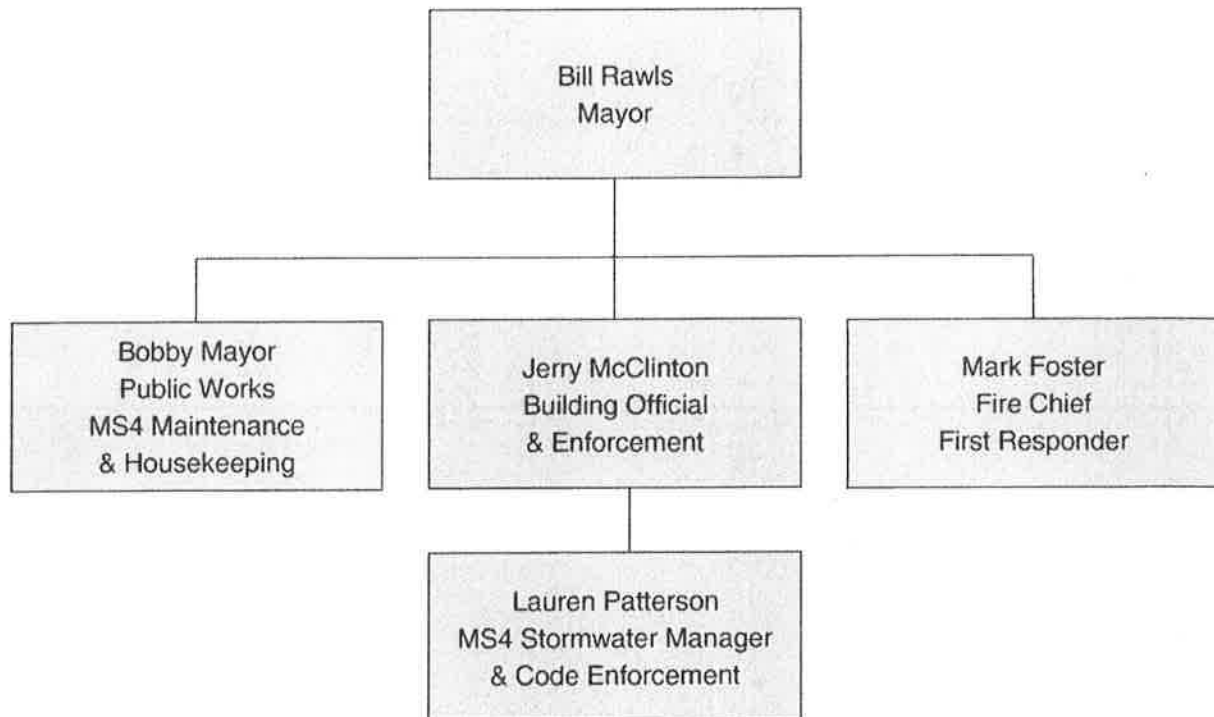 Bill Rawls
Mayor
Bobby Mayor
Public Works
MS4 Maintenance
& Housekeeping
Jerry McClinton
Building Official
& Enforcement
Mark Foster
Fire Chief
First Responder
Lauren Patterson
MS4 Stormwater Manager
& Code Enforcement